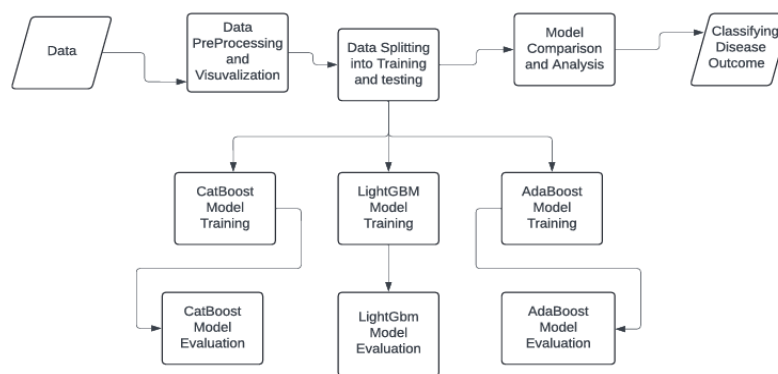 Data
Data
PreProcessing
and
Visuvalization
Data Splitting
into Training
and testing
Model
Comparison
and Analysis
Classifying
Disease
Outcome
CatBoost
Model
Training
LightGBM
Model
Training
AdaBoost
Model
Training
CatBoost
Model
Evaluation
LightGbm
Model
Evaluation
AdaBoost
Model
Evaluation